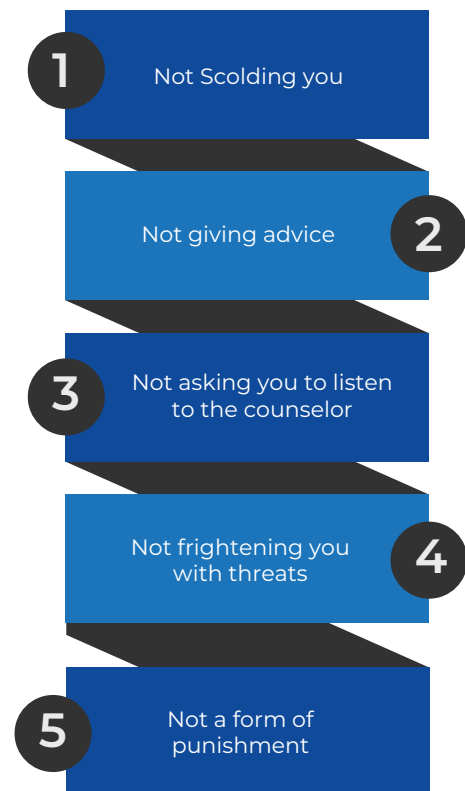 1
Not Scolding you
Not giving advice
2
3
Not asking you to listen
to the counselor
Not frightening you
with threats
4
5
Not a form of
punishment